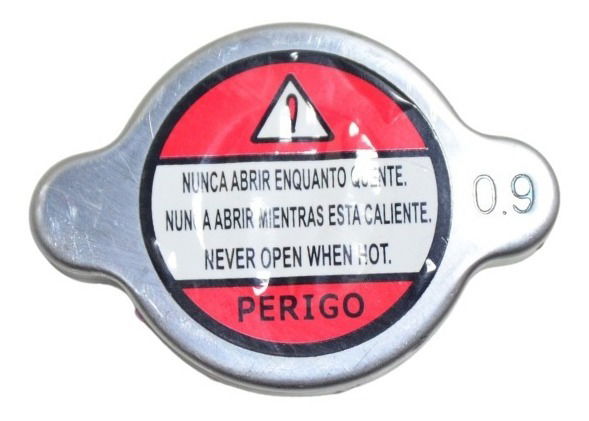 NUNCA ABRIR ENQUANTO QUENTE.
NUNCA ABRIR MIENTRAS ESTA CALIENTE.
0.9
NEVER OPEN WHEN HOT.
PERIGO